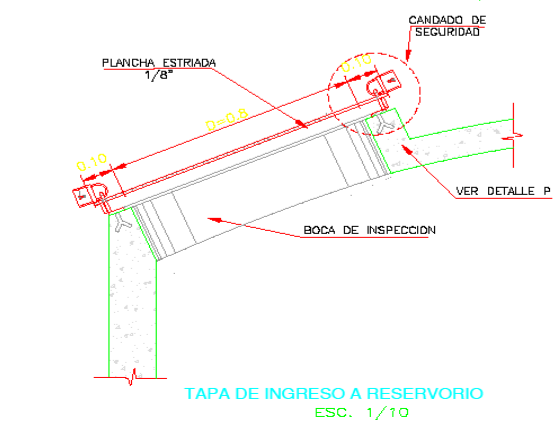 CANDADO DE
SEGURIDAD
PLANCHA ESTRIADA
1/8"
0.10
D=0.8
0.10
VER DETALLE P
BOCA DE INSPECCION
TAPA DE INGRESO A RESERVORIO
ESC. 1/10